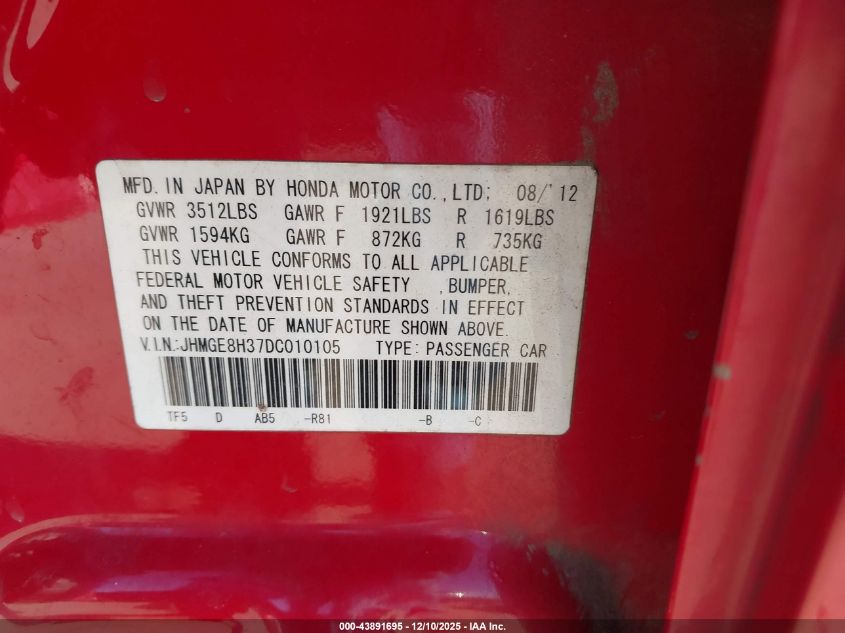 MFD. IN JAPAN BY HONDA MOTOR CO.,LTD; 08/'12
GVWR 3512LBS GAWR F 1921LBS R 1619LBS
GVWR 1594KG GAWR F 872KG R 735KG
THIS VEHICLE CONFORMS TO ALL APPLICABLE
FEDERAL MOTOR VEHICLE SAFETY ,BUMPER,
AND THEFT PREVENTION STANDARDS IN EFFECT
ON THE DATE OF MANUFACTURE SHOWN ABOVE.
V.I.N.:JHMGE8H37DC010105 TYPE: PASSENGER CAR
TF5 D AB5 -R81 -B -C
000-43891695 - 12/10/2025 - IAA Inc.